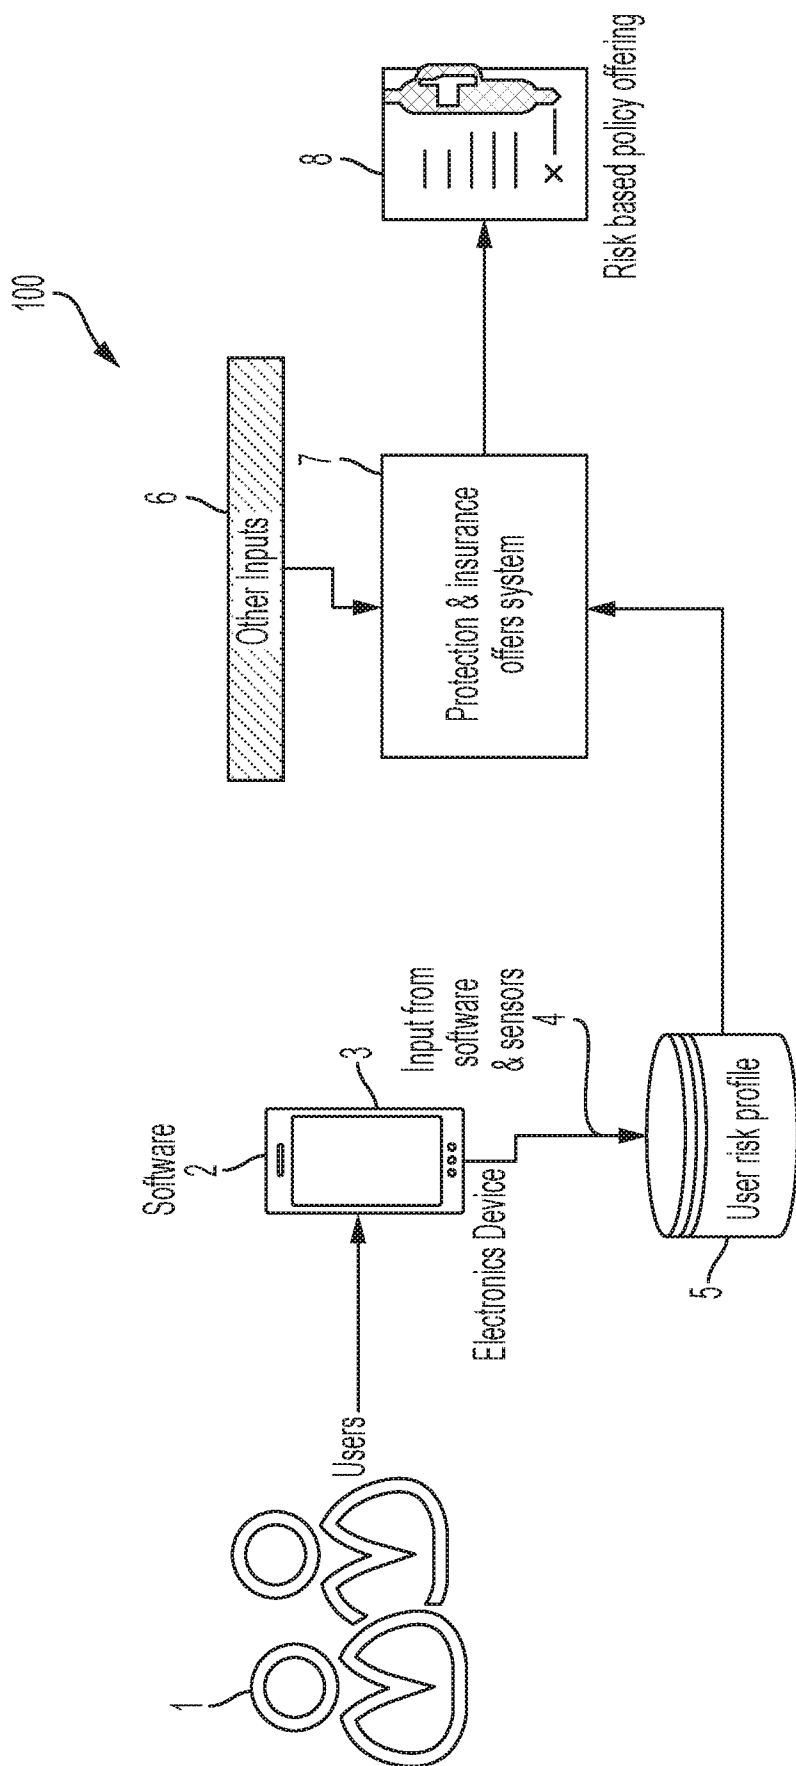 100
1
Users
Software
2
3
Electronics Device
Input from
software
& sensors
4
5
User risk profile
6
Other Inputs
7
Protection & insurance
offers system
8
x
Risk based policy offering